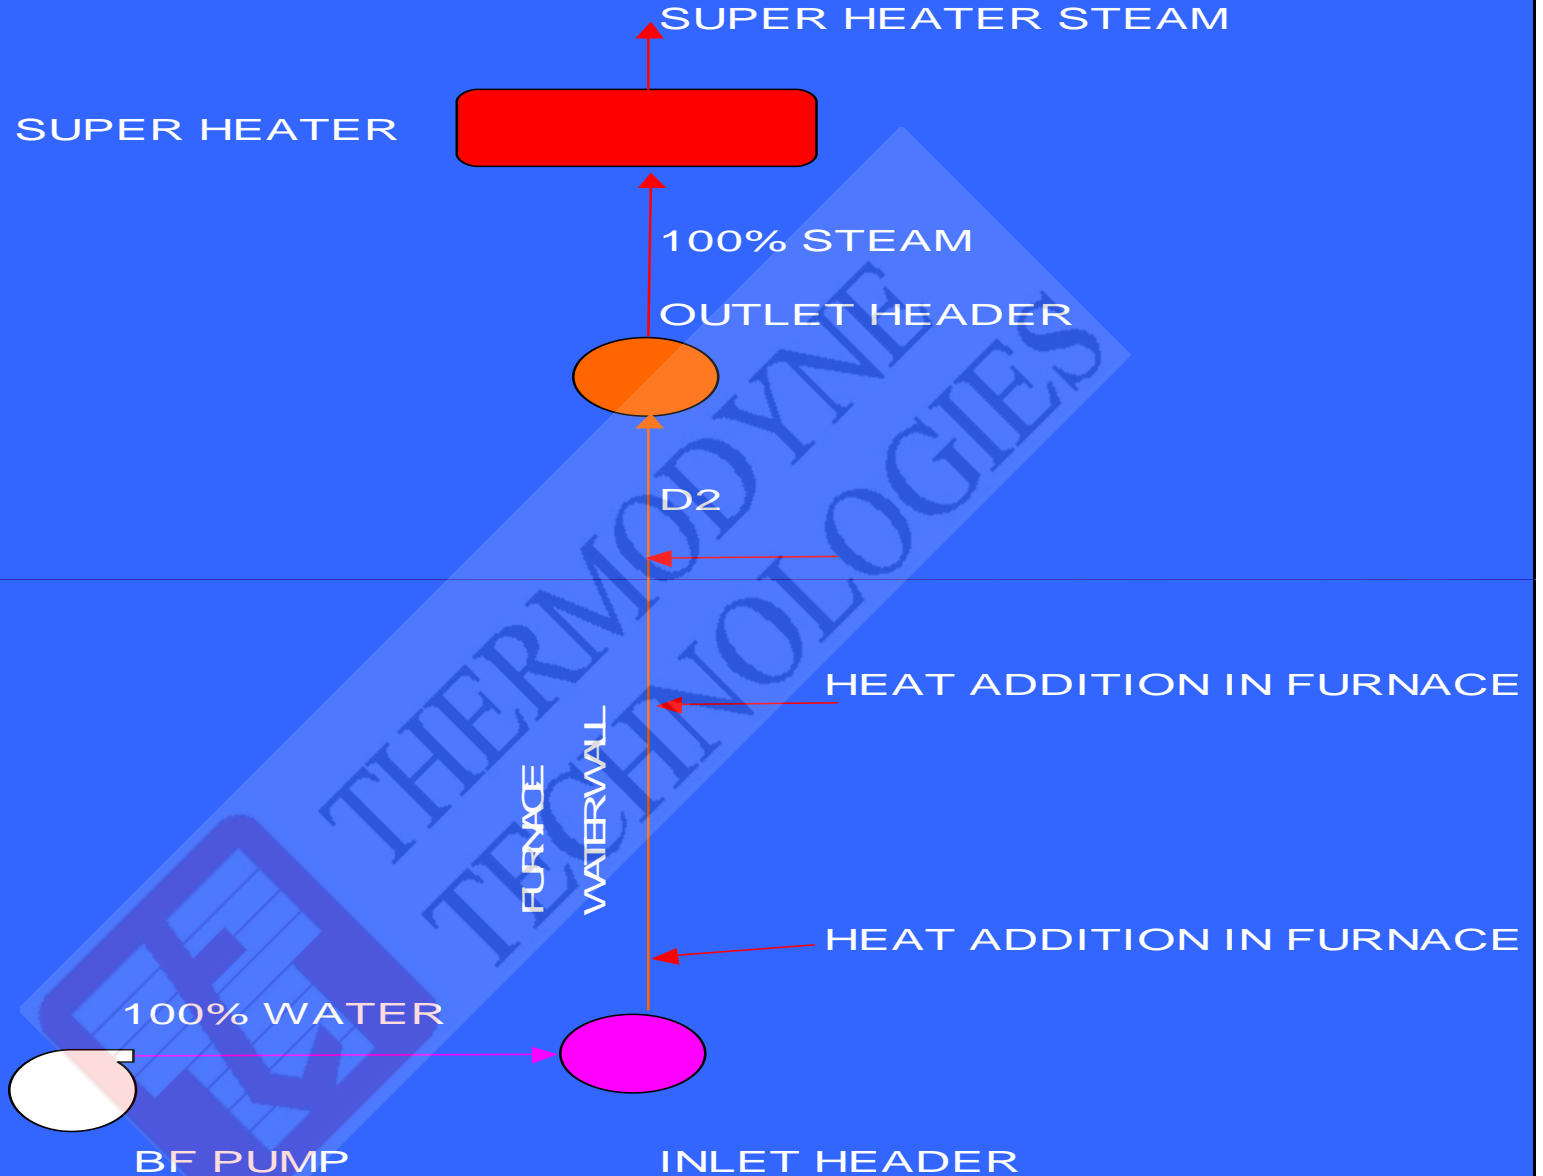 SUPER HEATER STEAM
SUPER HEATER
100% STEAM
OUTLET HEADER
D2
HEAT ADDITION IN FURNACE
FURNACE
WATERWALL
HEAT ADDITION IN FURNACE
100% WATER
BF PUMP
INLET HEADER
THERMODYNE
TECHNOLOGIES